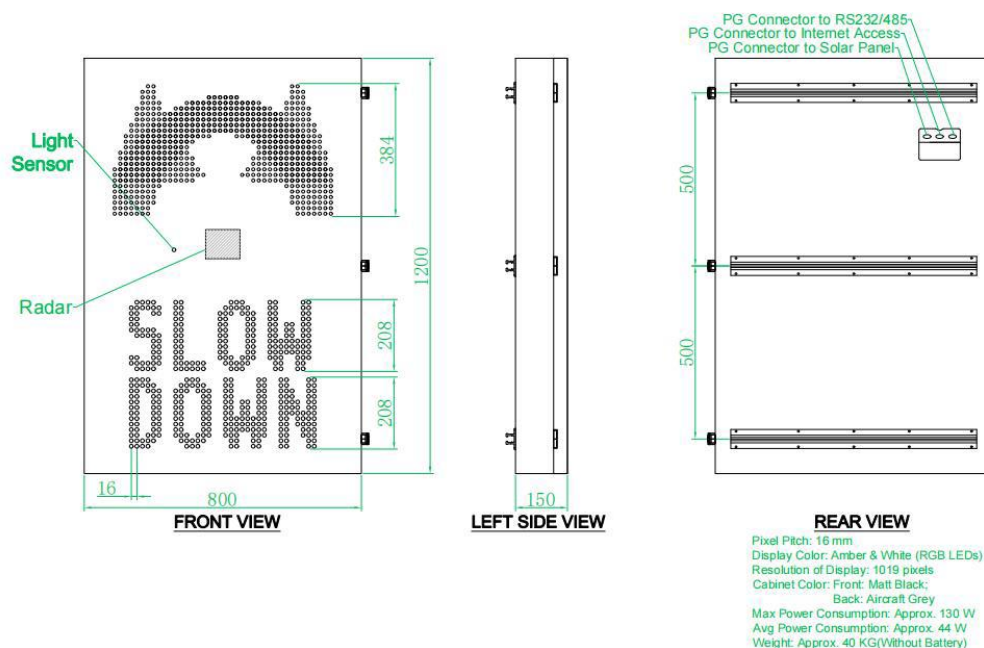 PG Connector to RS232/485
PG Connector to Internet Access
PG Connector to Solar Panel
Light
Sensor
Radar
384
1200
208
208
SLOW
DOWN
16
800
150
500
500
FRONT VIEW
LEFT SIDE VIEW
REAR VIEW
Pixel Pitch: 16 mm
Display Color: Amber & White (RGB LEDs)
Resolution of Display: 1019 pixels
Cabinet Color: Front: Matt Black;
Back: Aircraft Grey
Max Power Consumption: Approx. 130 W
Avg Power Consumption: Approx. 44 W
Weight: Approx. 40 KG(Without Battery)